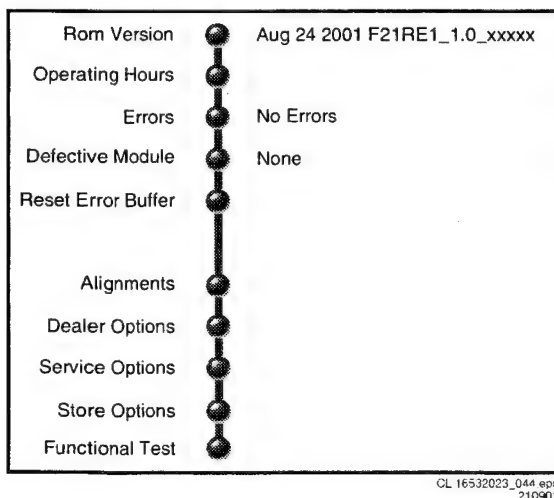 Rom Version Aug 24 2001 F21RE1_1.0_xxxxx
Operating Hours
Errors No Errors
Defective Module None
Reset Error Buffer
Alignments
Dealer Options
Service Options
Store Options
Functional Test
CL 16532023_044.eps